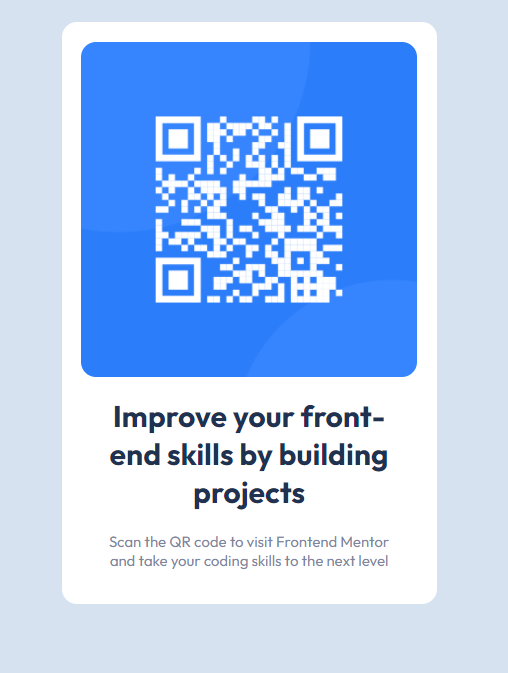 Improve your front-
end skills by building
projects
Scan the QR code to visit Frontend Mentor
and take your coding skills to the next level